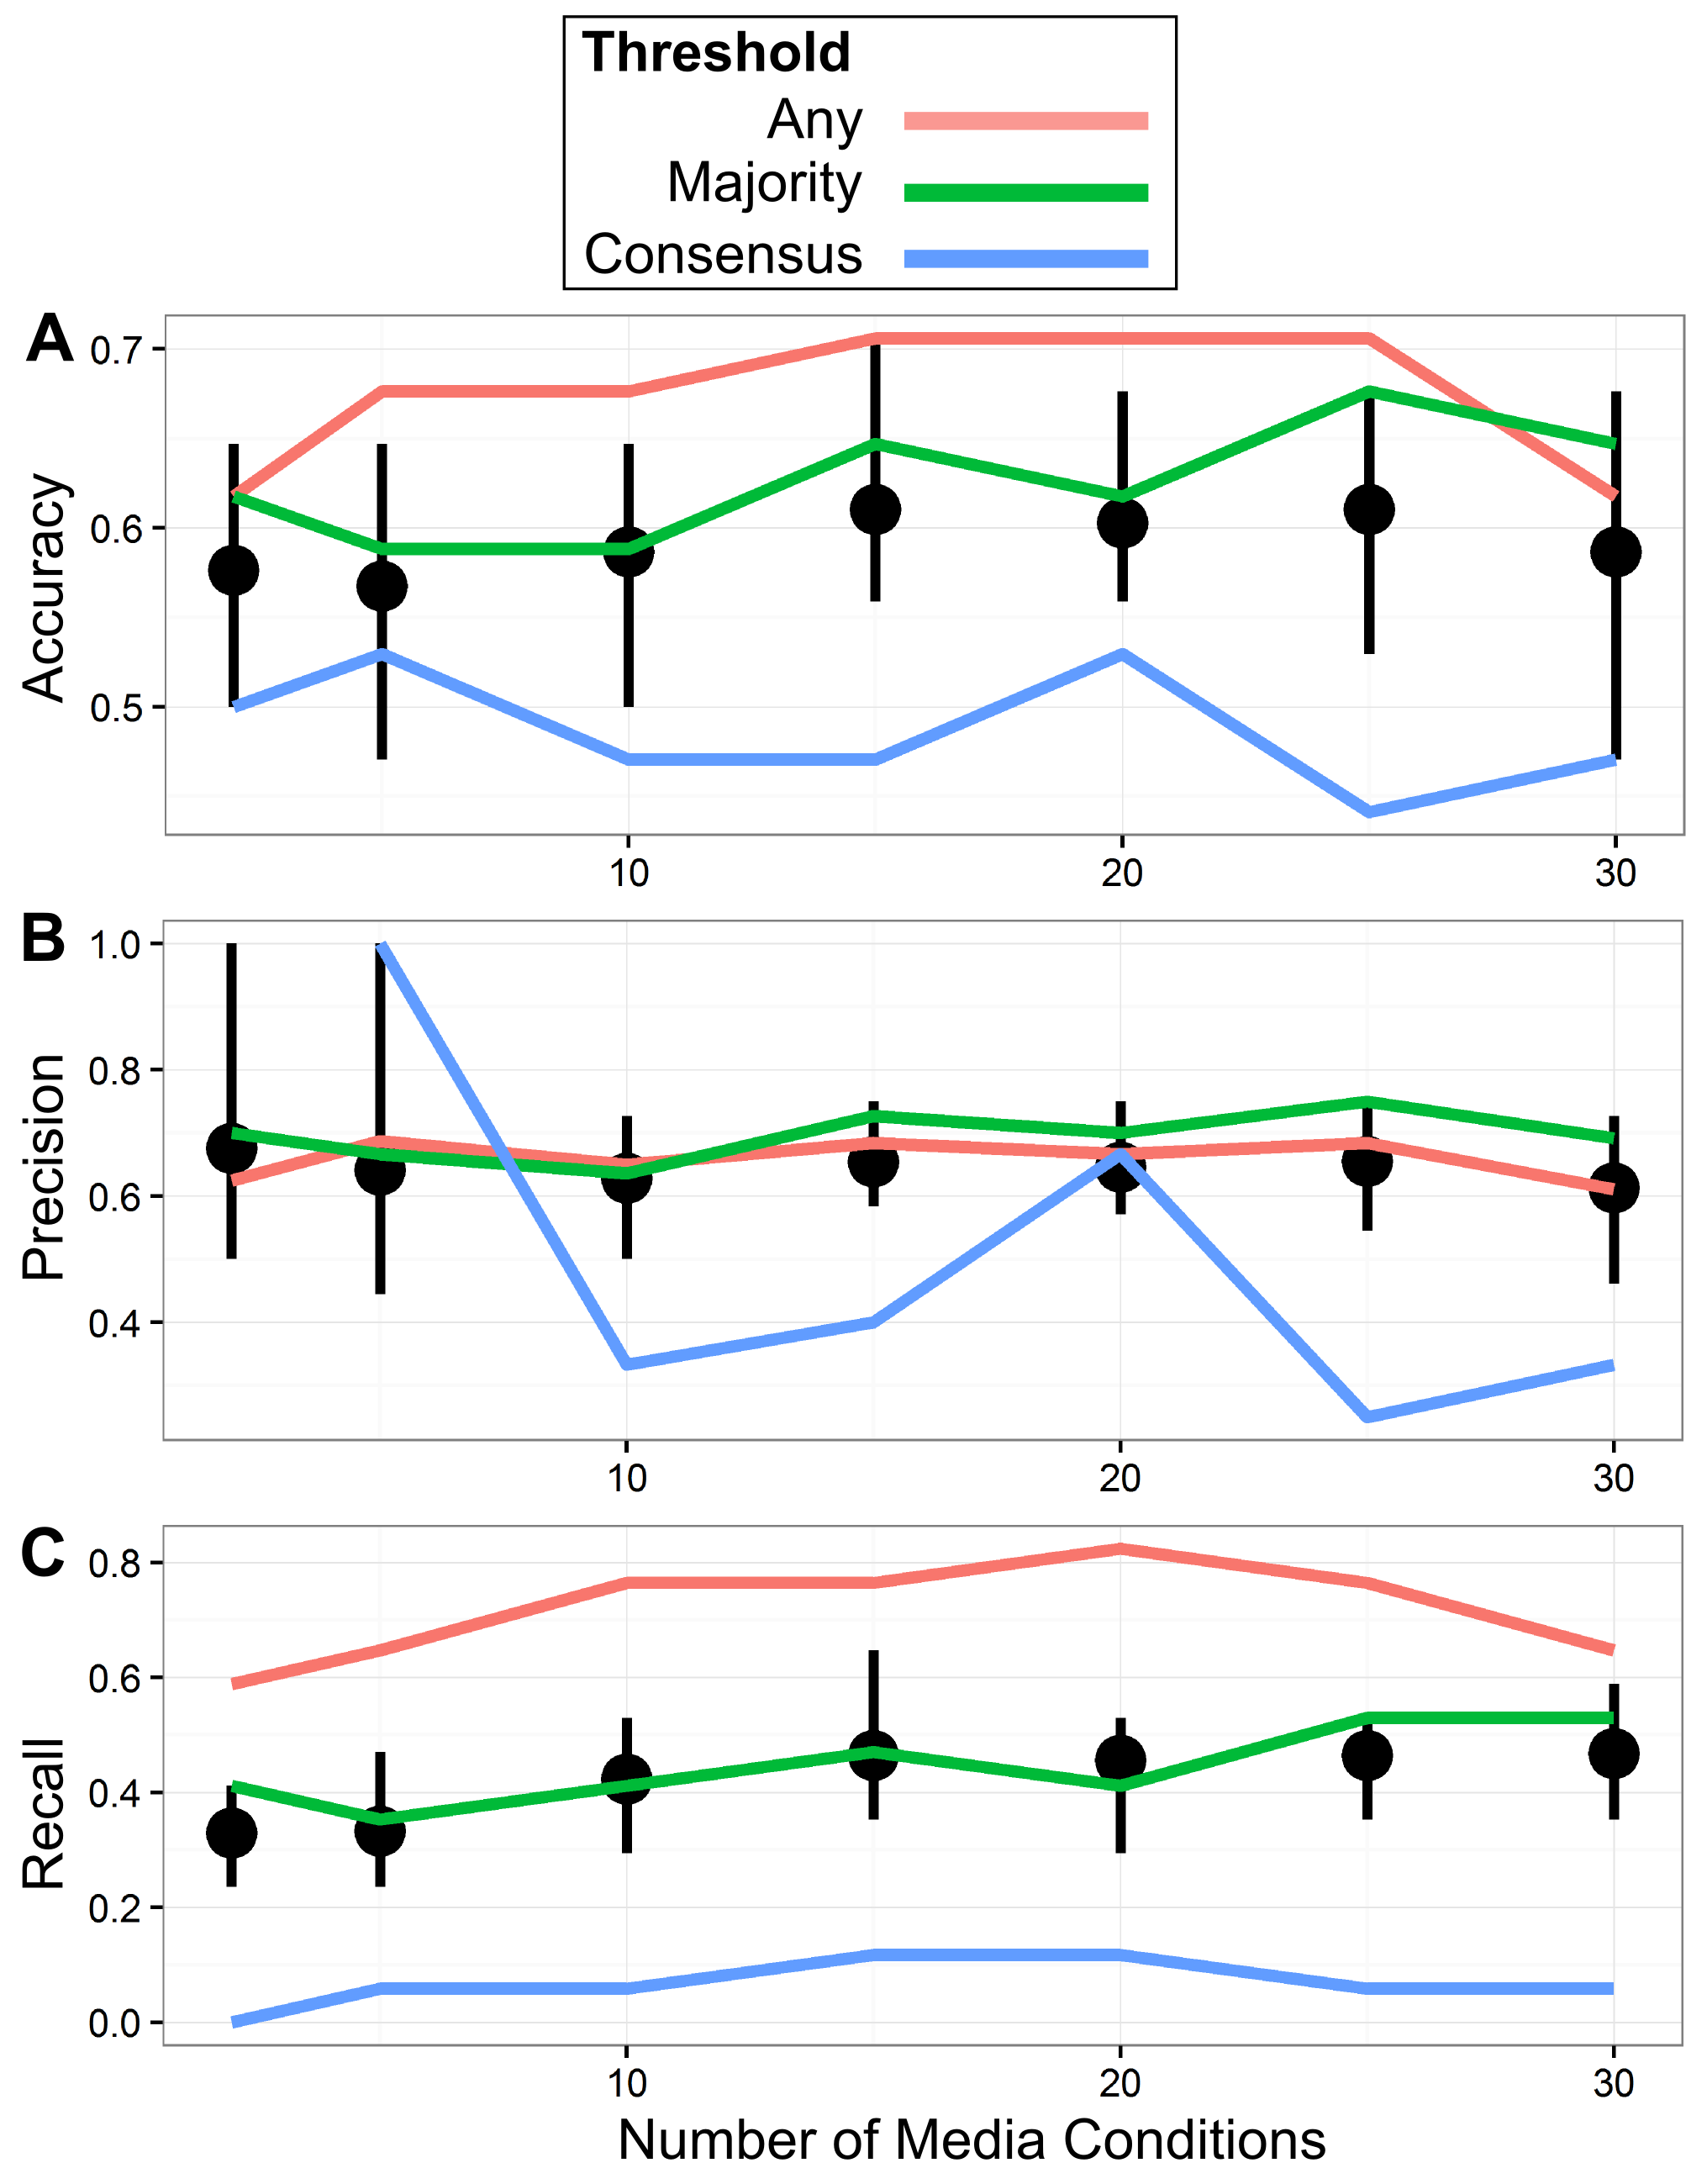 Threshold
Any
Majority
Consensus
A
0.7
0.6
0.5
Accuracy
10 20 30
B
1.0
0.8
0.6
0.4
Precision
10 20 30
C
0.8
0.6
0.4
0.2
0.0
Recall
10 20 30
Number of Media Conditions